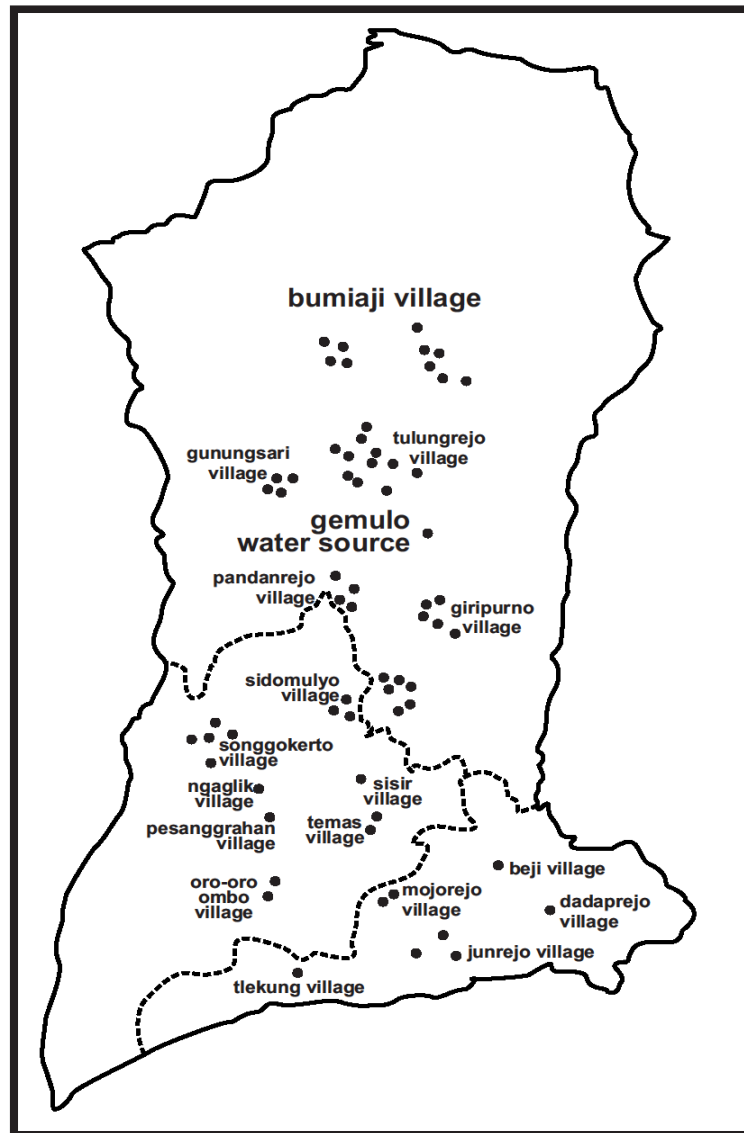 bumiaji village
tulungrejo
village
gunungsari
village
gemulo
water source
pandanrejo
village
giripurno
village
sidomulyo
village
songgokerto
village
nqaglik
village
sisir
village
pesanggrahan
village
temas
village
beji village
oro-oro
ombo
village
mojorejo
village
dadaprejo
village
junrejo village
tlekung village